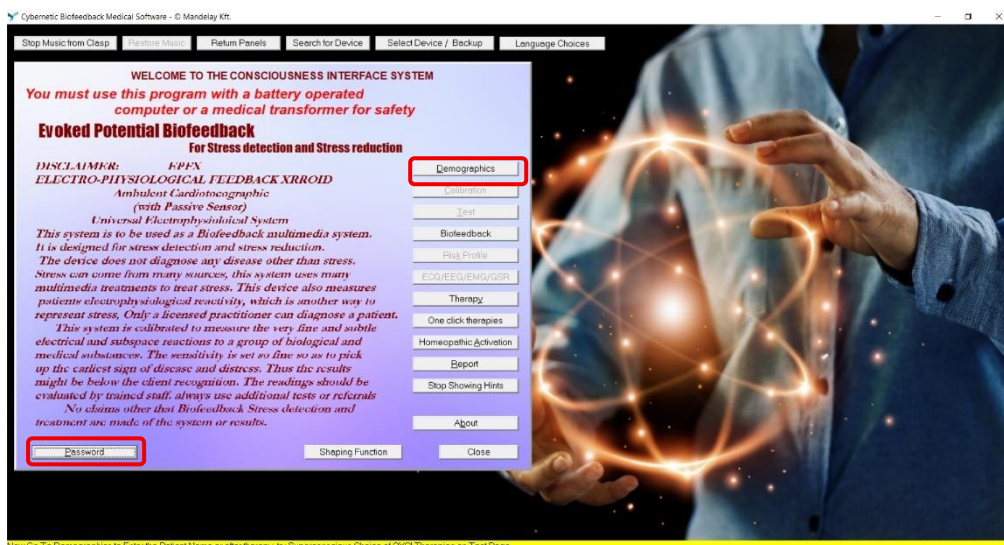 Cybernetic Biofeedback Medical Software - © Mandelay Kft.
Stop Music from Clasp Restore Music Return Panels Search for Device Select Device / Backup Language Choices
WELCOME TO THE CONSCIOUSNESS INTERFACE SYSTEM
You must use this program with a battery operated
computer or a medical transformer for safety
Evoked Potential Biofeedback
For Stress detection and Stress reduction
DISCLAIMER: EPFX
ELECTRO-PHYSIOLOGICAL FEEDBACK XRROID
Ambulent Cardiotocographic
(with Passive Sensor)
Universal Electrophysioloical System
This system is to be used as a Biofeedback multimedia system.
It is designed for stress detection and stress reduction.
The device does not diagnose any disease other than stress.
Stress can come from many sources, this system uses many
multimedia treatments to treat stress. This device also measures
patients electrophysiological reactivity, which is another way to
represent stress, Only a licensed practitioner can diagnose a patient.
This system is calibrated to measure the very fine and subtle
electrical and subspace reactions to a group of biological and
medical substances. The sensitivity is set so fine so as to pick
up the earliest sign of disease and distress. Thus the results
might be below the client recognition. The readings should be
evaluated by trained staff. always use additional tests or referrals
No claims other that Biofeedback Stress detection and
treatment are made of the system or results.
Demographics
Calibration
Test
Biofeedback
Risk Profile
ECG/EEG/EMG/GSR
Therapy
One click therapies
Homeopathic Activation
Report
Stop Showing Hints
About
Password Shaping Function Close